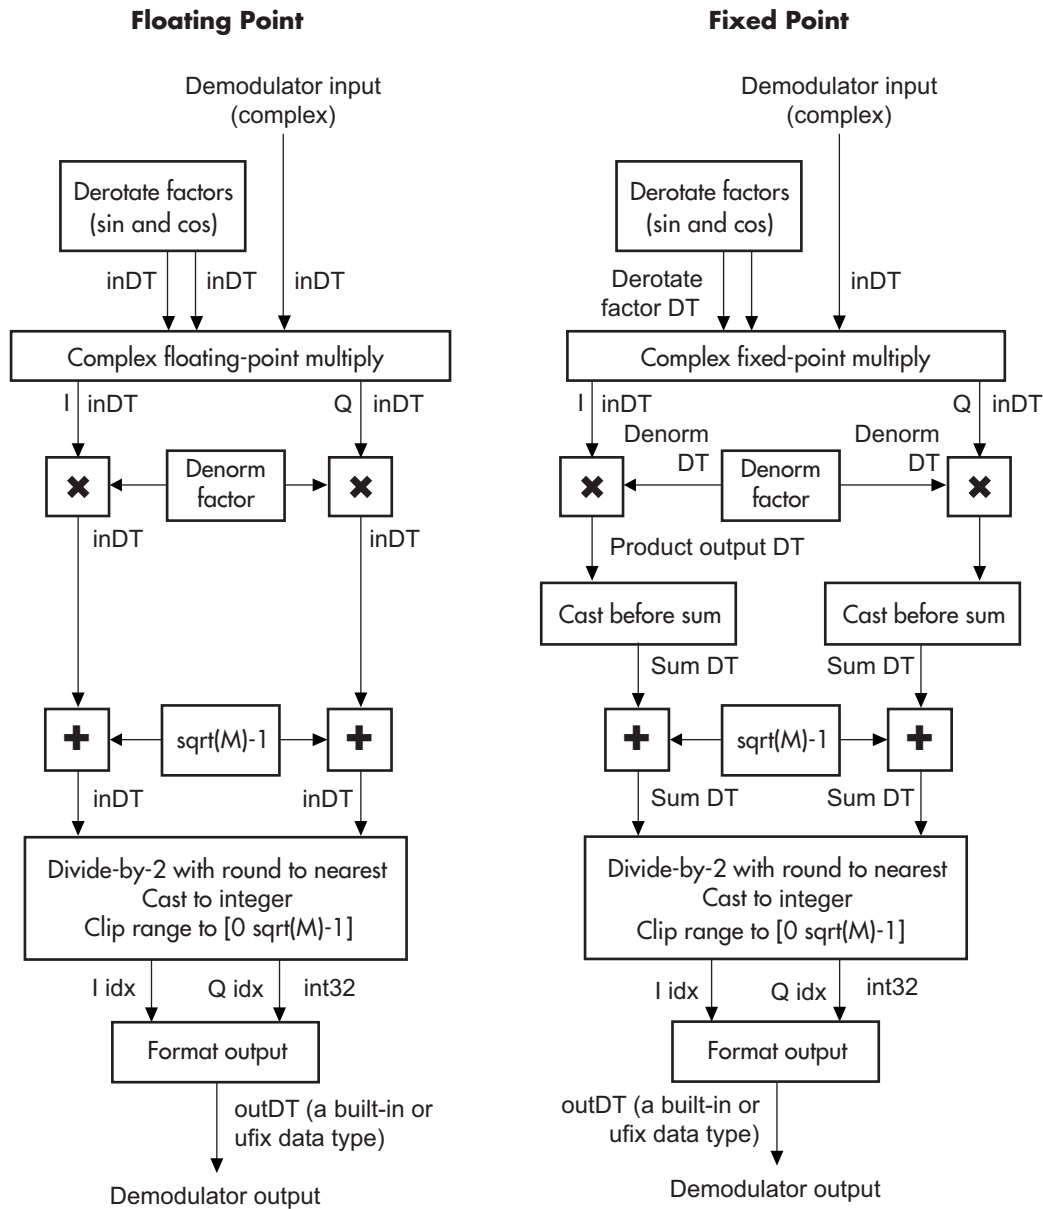 Floating Point
Demodulator input
(complex)
Derotate factors
(sin and cos)
inDT inDT inDT
Complex floating-point multiply
I inDT Q inDT
× Denorm factor ×
inDT inDT
+ sqrt(M)-1 +
inDT inDT
Divide-by-2 with round to nearest
Cast to integer
Clip range to [0 sqrt(M)-1]
I idx Q idx int32
Format output
outDT (a built-in or
ufix data type)
Demodulator output
Fixed Point
Demodulator input
(complex)
Derotate factors
(sin and cos)
Derotate
factor DT
inDT
Complex fixed-point multiply
I inDT Q inDT
Denorm
DT
Denorm
DT
× Denorm factor ×
Product output DT
Cast before sum Cast before sum
Sum DT Sum DT
+ sqrt(M)-1 +
Sum DT Sum DT
Divide-by-2 with round to nearest
Cast to integer
Clip range to [0 sqrt(M)-1]
I idx Q idx int32
Format output
outDT (a built-in or
ufix data type)
Demodulator output